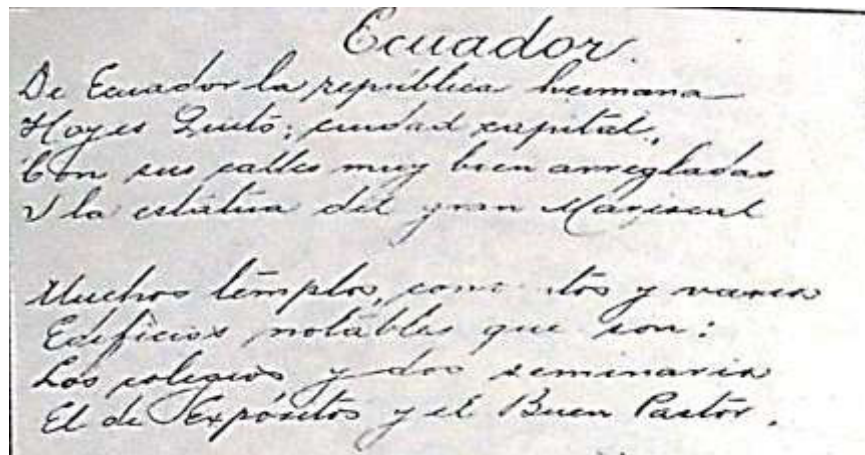 Ecuador.
De Ecuador la república hermana
Hoy es Quito; ciudad capital,
Con sus calles muy bien arregladas
I la estátua del gran Mariscal
Muchos templos, conventos y varios
Edificios notábles que son:
Los colegios y dos seminarios
El de Expósitos y el Buen Pastor.